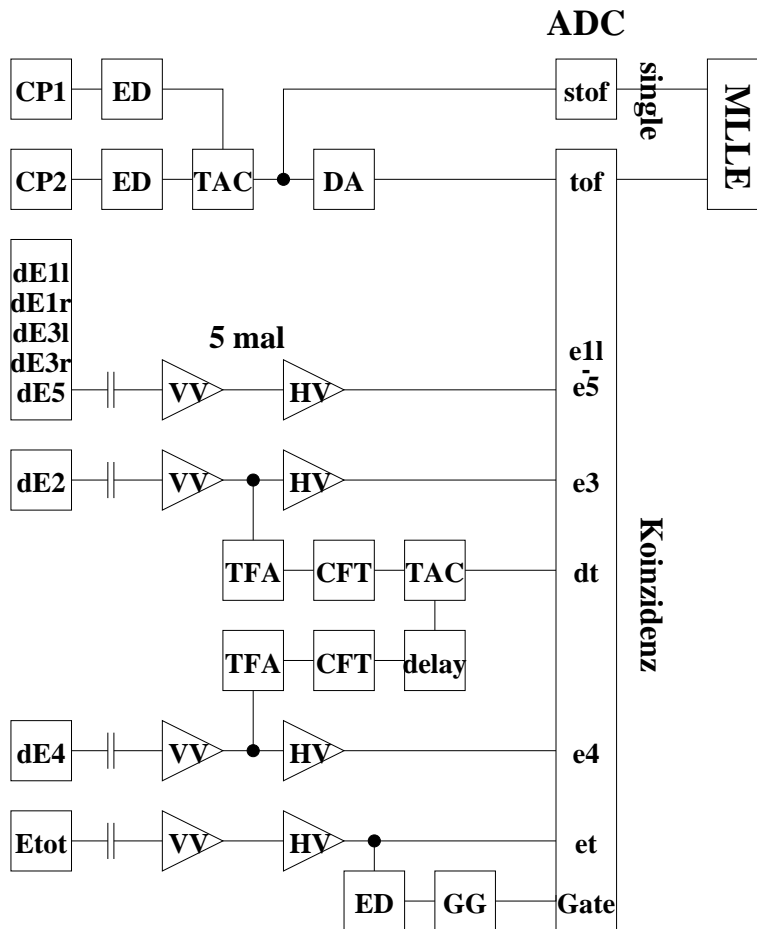 ADC
CP1 ED stof single MLLE
CP2 ED TAC DA tof
dE1l
dE1r
dE3l
dE3r
dE5
5 mal
VV HV
e1l
-
e5
dE2 VV HV e3
TFA CFT TAC dt
Koinzidenz
TFA CFT delay
dE4 VV HV e4
Etot VV HV et
ED GG Gate